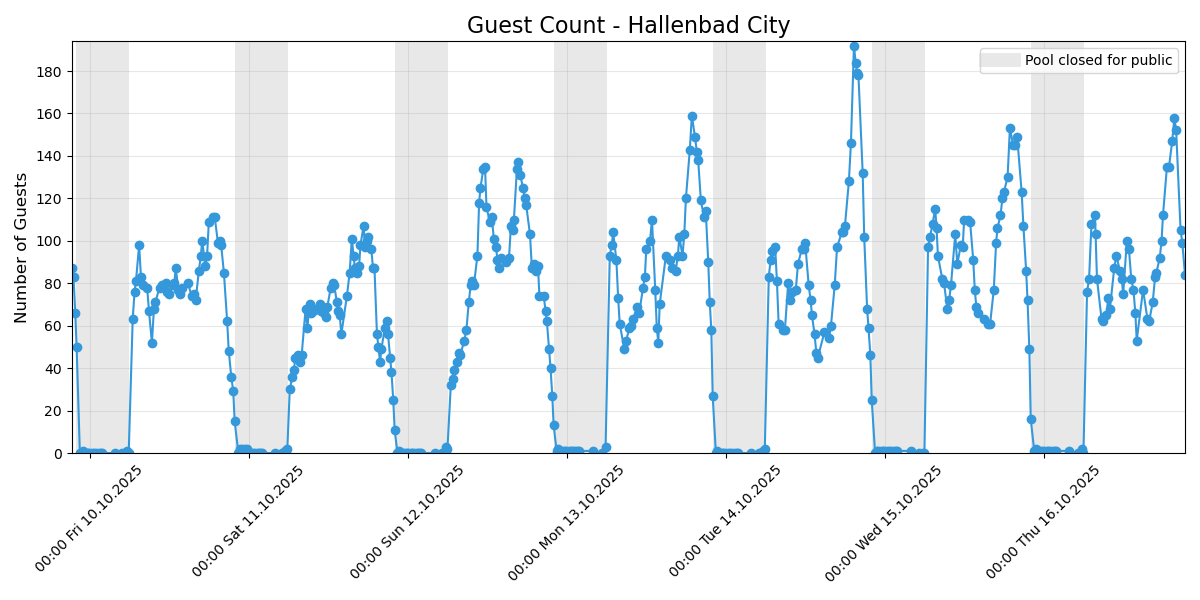 Guest Count - Hallenbad City
Pool closed for public
Number of Guests
180
160
140
120
100
80
60
40
20
0
00:00 Fri 10.10.2025
00:00 Sat 11.10.2025
00:00 Sun 12.10.2025
00:00 Mon 13.10.2025
00:00 Tue 14.10.2025
00:00 Wed 15.10.2025
00:00 Thu 16.10.2025